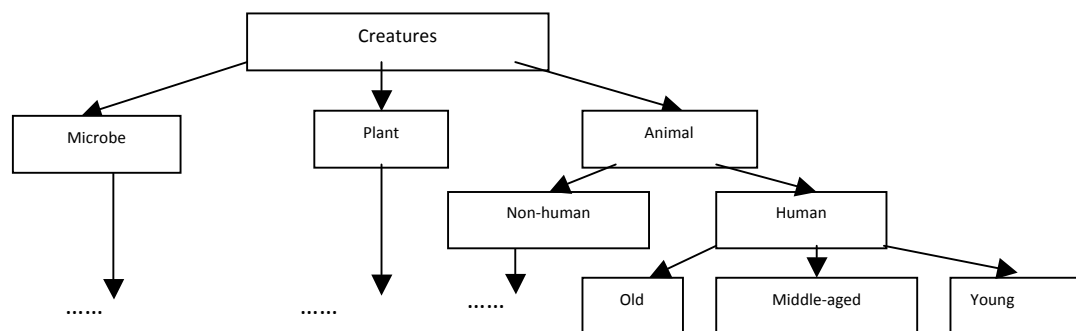 Creatures
Microbe Plant Animal
Non-human Human
…… …… …… Old Middle-aged Young